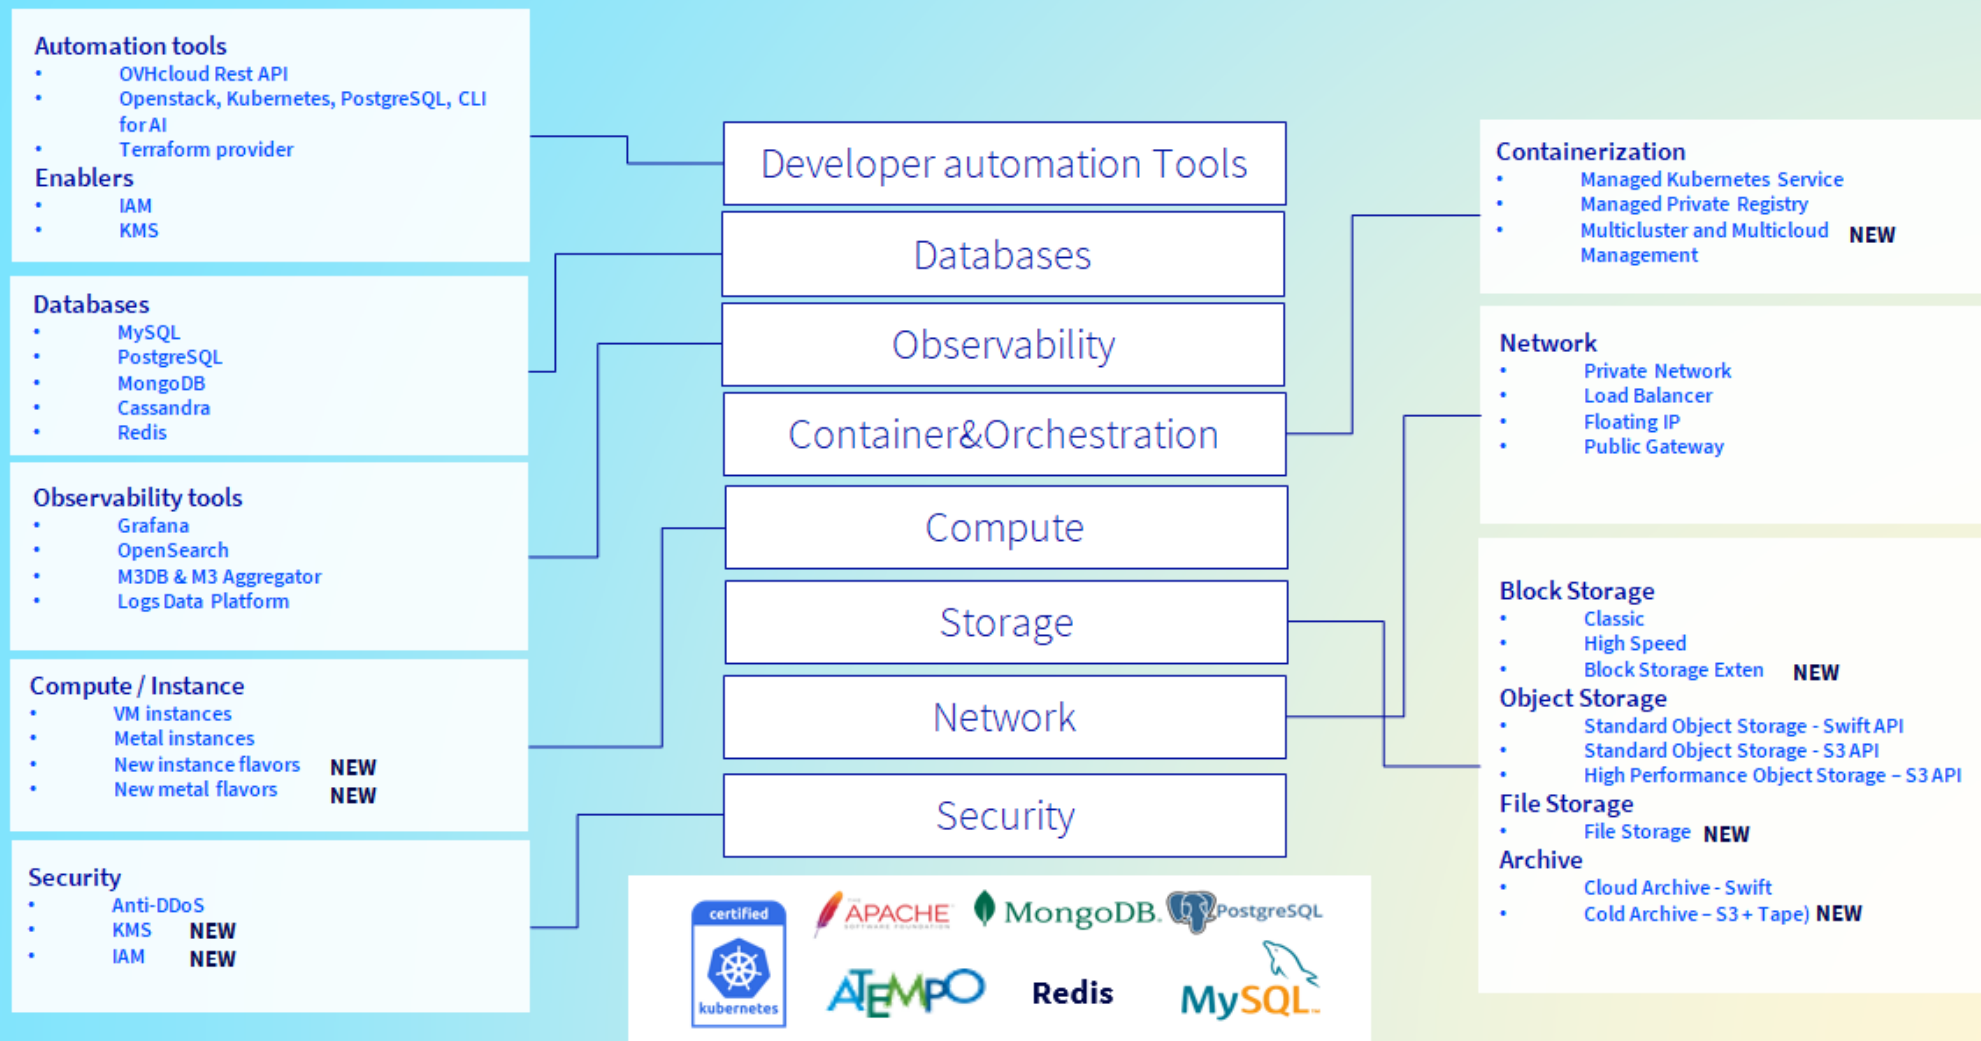 Automation tools
• OVHcloud Rest API
• Openstack, Kubernetes, PostgreSQL, CLI
for AI
• Terraform provider
Enablers
• IAM
• KMS
Databases
• MySQL
• PostgreSQL
• MongoDB
• Cassandra
• Redis
Observability tools
• Grafana
• OpenSearch
• M3DB & M3 Aggregator
• Logs Data Platform
Compute / Instance
• VM instances
• Metal instances
• New instance flavors NEW
• New metal flavors NEW
Security
• Anti-DDoS
• KMS NEW
• IAM NEW
Developer automation Tools
Databases
Observability
Container&Orchestration
Compute
Storage
Network
Security
certified
kubernetes
THE
APACHE
SOFTWARE FOUNDATION
MongoDB.
PostgreSQL
ATEMPO
Redis
MySQL™
Containerization
• Managed Kubernetes Service
• Managed Private Registry
• Multicluster and Multicloud NEW
Management
Network
• Private Network
• Load Balancer
• Floating IP
• Public Gateway
Block Storage
• Classic
• High Speed
• Block Storage Exten NEW
Object Storage
• Standard Object Storage - Swift API
• Standard Object Storage - S3 API
• High Performance Object Storage – S3 API
File Storage
• File Storage NEW
Archive
• Cloud Archive - Swift
• Cold Archive – S3 + Tape) NEW